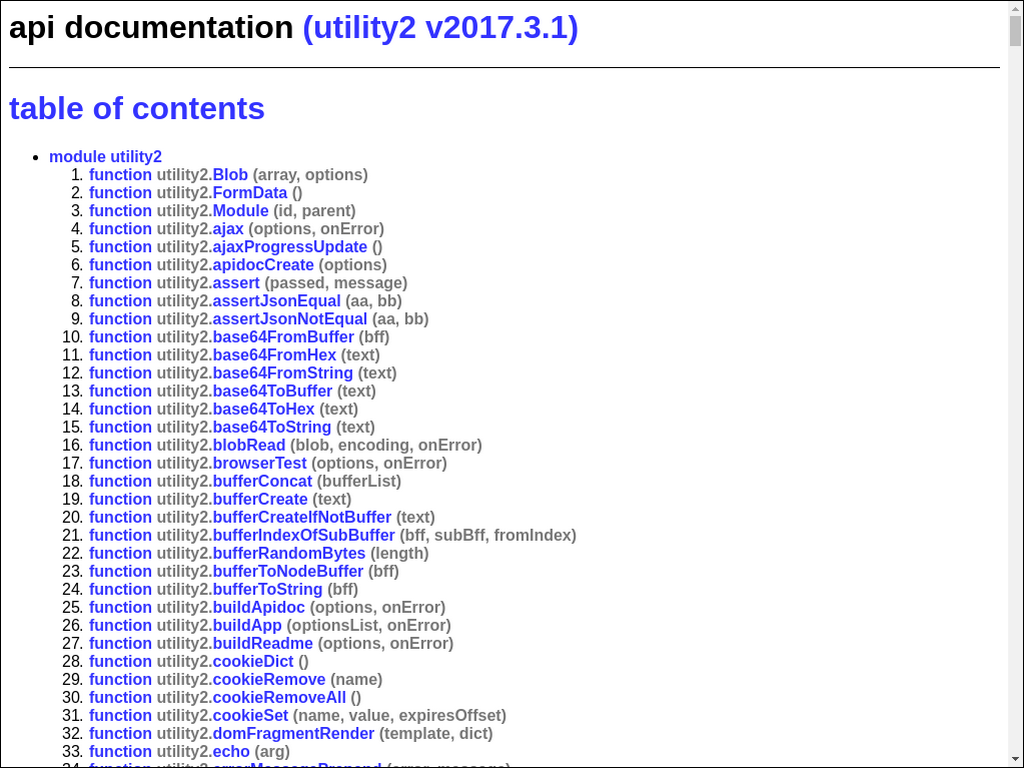 api documentation (utility2 v2017.3.1)
table of contents
• module utility2
1. function utility2.Blob (array, options)
2. function utility2.FormData ()
3. function utility2.Module (id, parent)
4. function utility2.ajax (options, onError)
5. function utility2.ajaxProgressUpdate ()
6. function utility2.apidocCreate (options)
7. function utility2.assert (passed, message)
8. function utility2.assertJsonEqual (aa, bb)
9. function utility2.assertJsonNotEqual (aa, bb)
10. function utility2.base64FromBuffer (bff)
11. function utility2.base64FromHex (text)
12. function utility2.base64FromString (text)
13. function utility2.base64ToBuffer (text)
14. function utility2.base64ToHex (text)
15. function utility2.base64ToString (text)
16. function utility2.blobRead (blob, encoding, onError)
17. function utility2.browserTest (options, onError)
18. function utility2.bufferConcat (bufferList)
19. function utility2.bufferCreate (text)
20. function utility2.bufferCreateIfNotBuffer (text)
21. function utility2.bufferIndexOfSubBuffer (bff, subBff, fromIndex)
22. function utility2.bufferRandomBytes (length)
23. function utility2.bufferToNodeBuffer (bff)
24. function utility2.bufferToString (bff)
25. function utility2.buildApidoc (options, onError)
26. function utility2.buildApp (optionsList, onError)
27. function utility2.buildReadme (options, onError)
28. function utility2.cookieDict ()
29. function utility2.cookieRemove (name)
30. function utility2.cookieRemoveAll ()
31. function utility2.cookieSet (name, value, expiresOffset)
32. function utility2.domFragmentRender (template, dict)
33. function utility2.echo (arg)
34. function utility2.errorMessagePrepend (error, message)